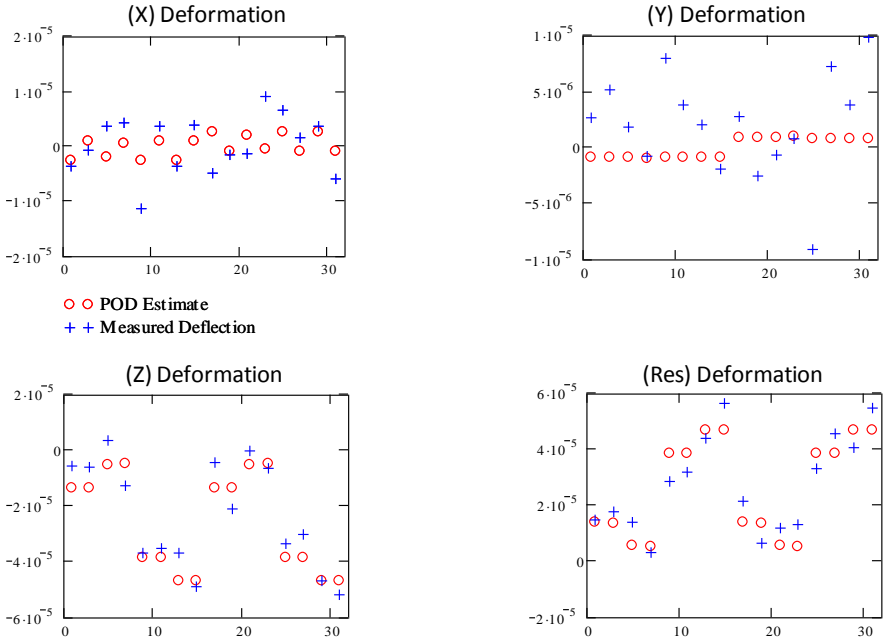 (X) Deformation
2·10⁻⁵
1·10⁻⁵
0
−1·10⁻⁵
−2·10⁻⁵
0 10 20 30
POD Estimate
Measured Deflection
(Y) Deformation
1·10⁻⁵
5·10⁻⁶
0
−5·10⁻⁶
−1·10⁻⁵
0 10 20 30
(Z) Deformation
2·10⁻⁵
0
−2·10⁻⁵
−4·10⁻⁵
−6·10⁻⁵
0 10 20 30
(Res) Deformation
6·10⁻⁵
4·10⁻⁵
2·10⁻⁵
0
−2·10⁻⁵
0 10 20 30